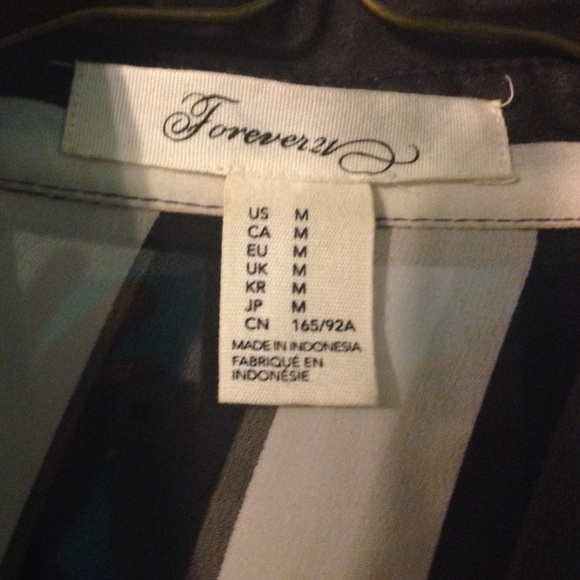 Forever21
US M
CA M
EU M
UK M
KR M
JP M
CN 165/92A
MADE IN INDONESIA
FABRIQUÉ EN
INDONÉSIE